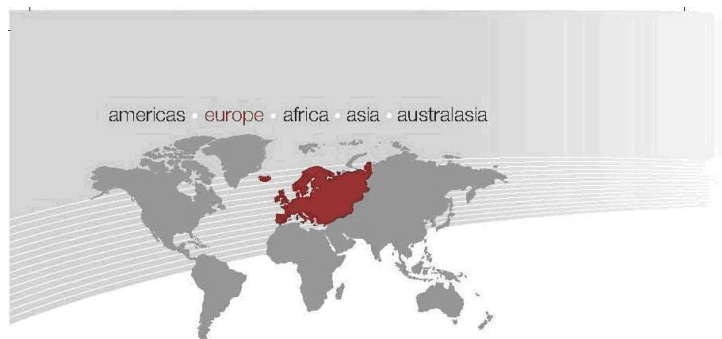 americas • europe • africa • asia • australasia